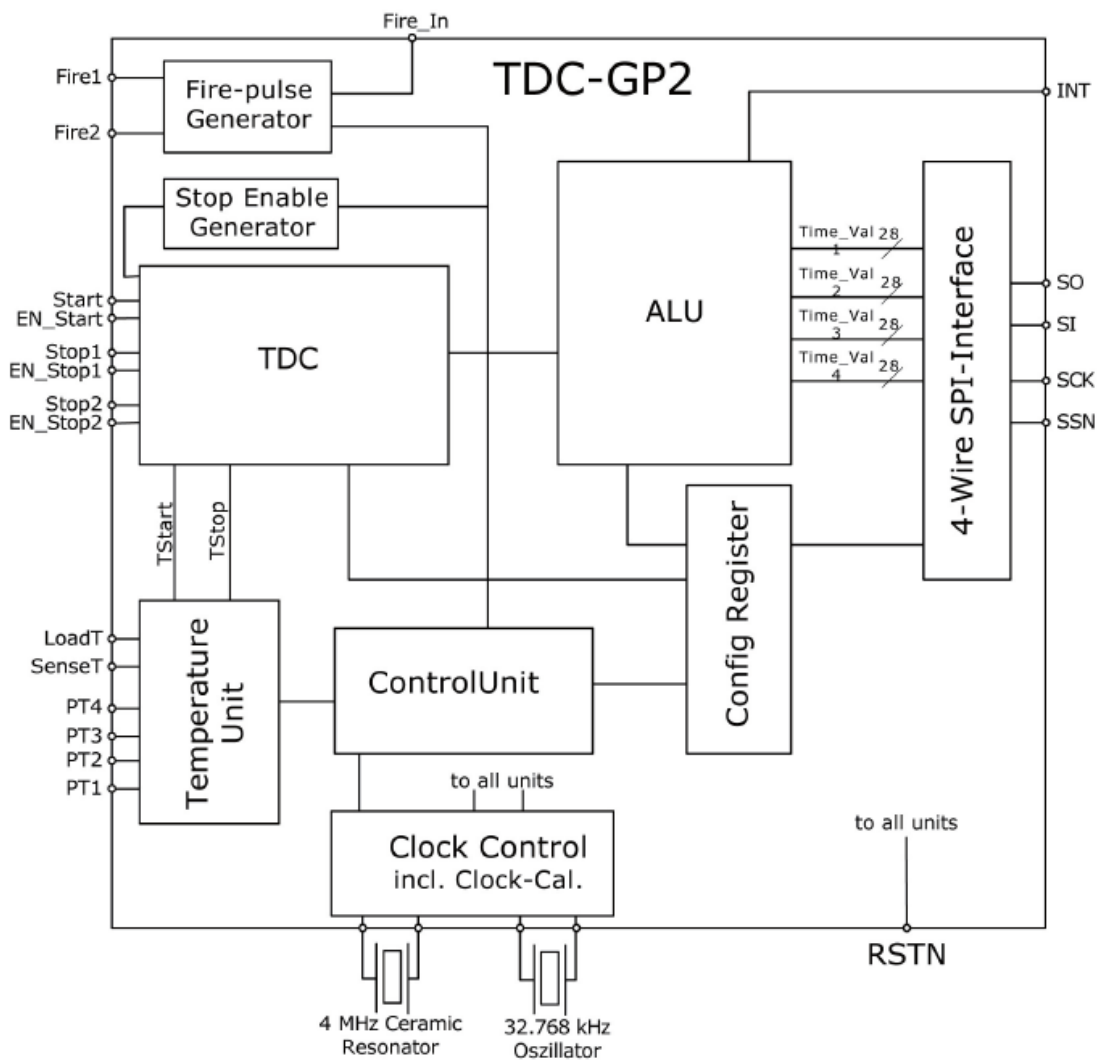 Fire_In
TDC-GP2
Fire1
Fire2
Fire-pulse
Generator
INT
Stop Enable
Generator
Time_Val 28
1
Time_Val 28
2
Time_Val 28
3
Time_Val 28
4
Start
EN_Start
Stop1
EN_Stop1
Stop2
EN_Stop2
TDC
ALU
4-Wire SPI-Interface
SO
SI
SCK
SSN
TStart
TStop
Config Register
LoadT
SenseT
PT4
PT3
PT2
PT1
Temperature
Unit
ControlUnit
to all units
Clock Control
incl. Clock-Cal.
to all units
RSTN
4 MHz Ceramic
Resonator
32.768 kHz
Oszillator